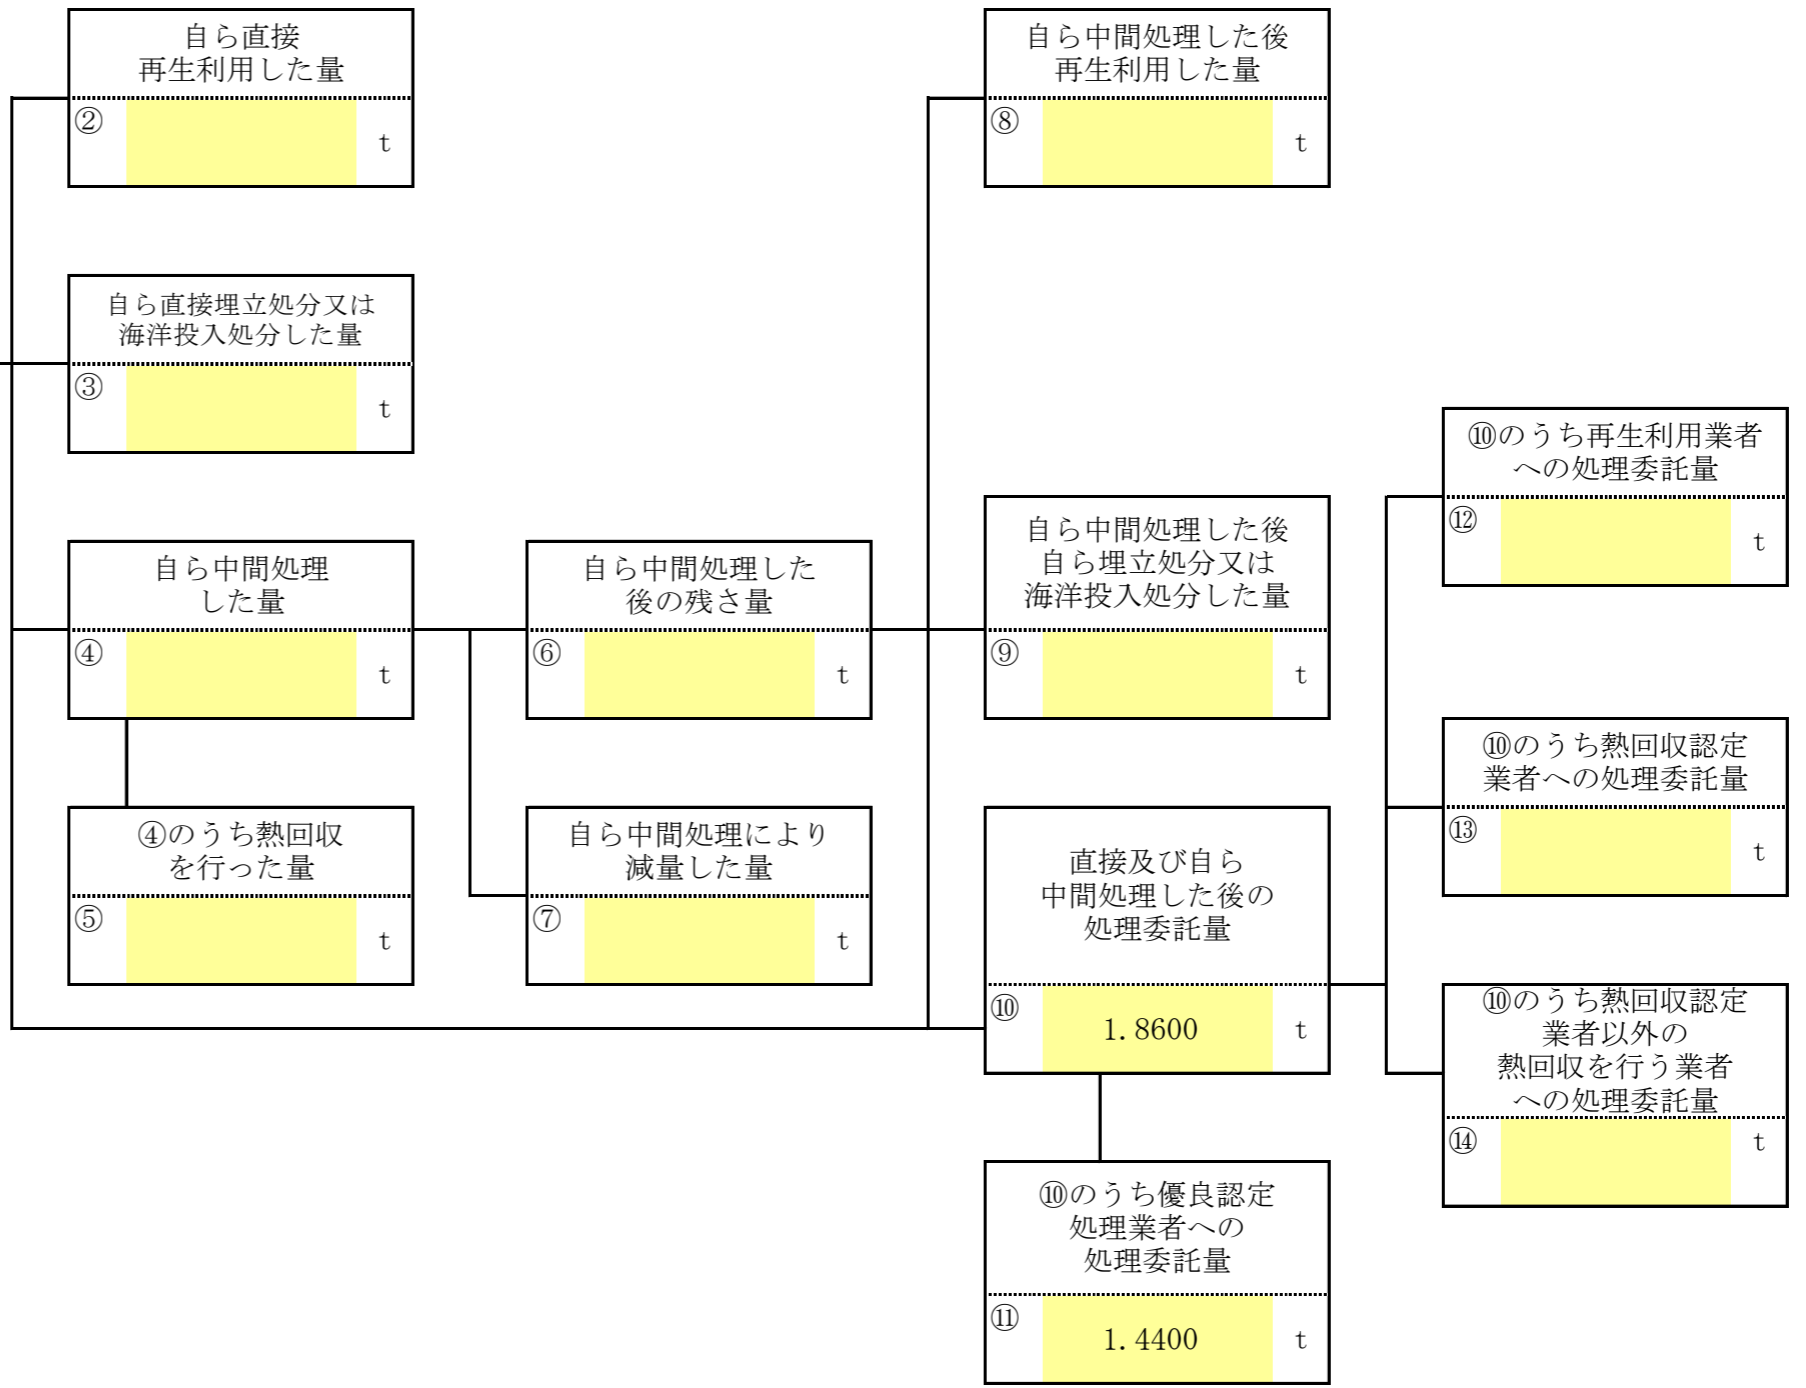 自ら直接
再生利用した量
② t
自ら直接埋立処分又は
海洋投入処分した量
③ t
自ら中間処理
した量
④ t
④のうち熱回収
を行った量
⑤ t
自ら中間処理した
後の残さ量
⑥ t
自ら中間処理により
減量した量
⑦ t
自ら中間処理した後
再生利用した量
⑧ t
自ら中間処理した後
自ら埋立処分又は
海洋投入処分した量
⑨ t
直接及び自ら
中間処理した後の
処理委託量
⑩ 1.8600 t
⑩のうち優良認定
処理業者への
処理委託量
⑪ 1.4400 t
⑩のうち再生利用業者
への処理委託量
⑫ t
⑩のうち熱回収認定
業者への処理委託量
⑬ t
⑩のうち熱回収認定
業者以外の
熱回収を行う業者
への処理委託量
⑭ t